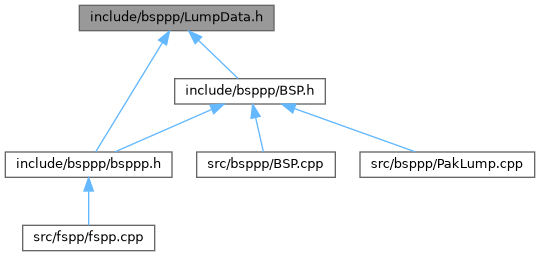 include/bsppp/LumpData.h
include/bsppp/BSP.h
include/bsppp/bsppp.h
src/bsppp/BSP.cpp
src/bsppp/PakLump.cpp
src/fspp/fspp.cpp